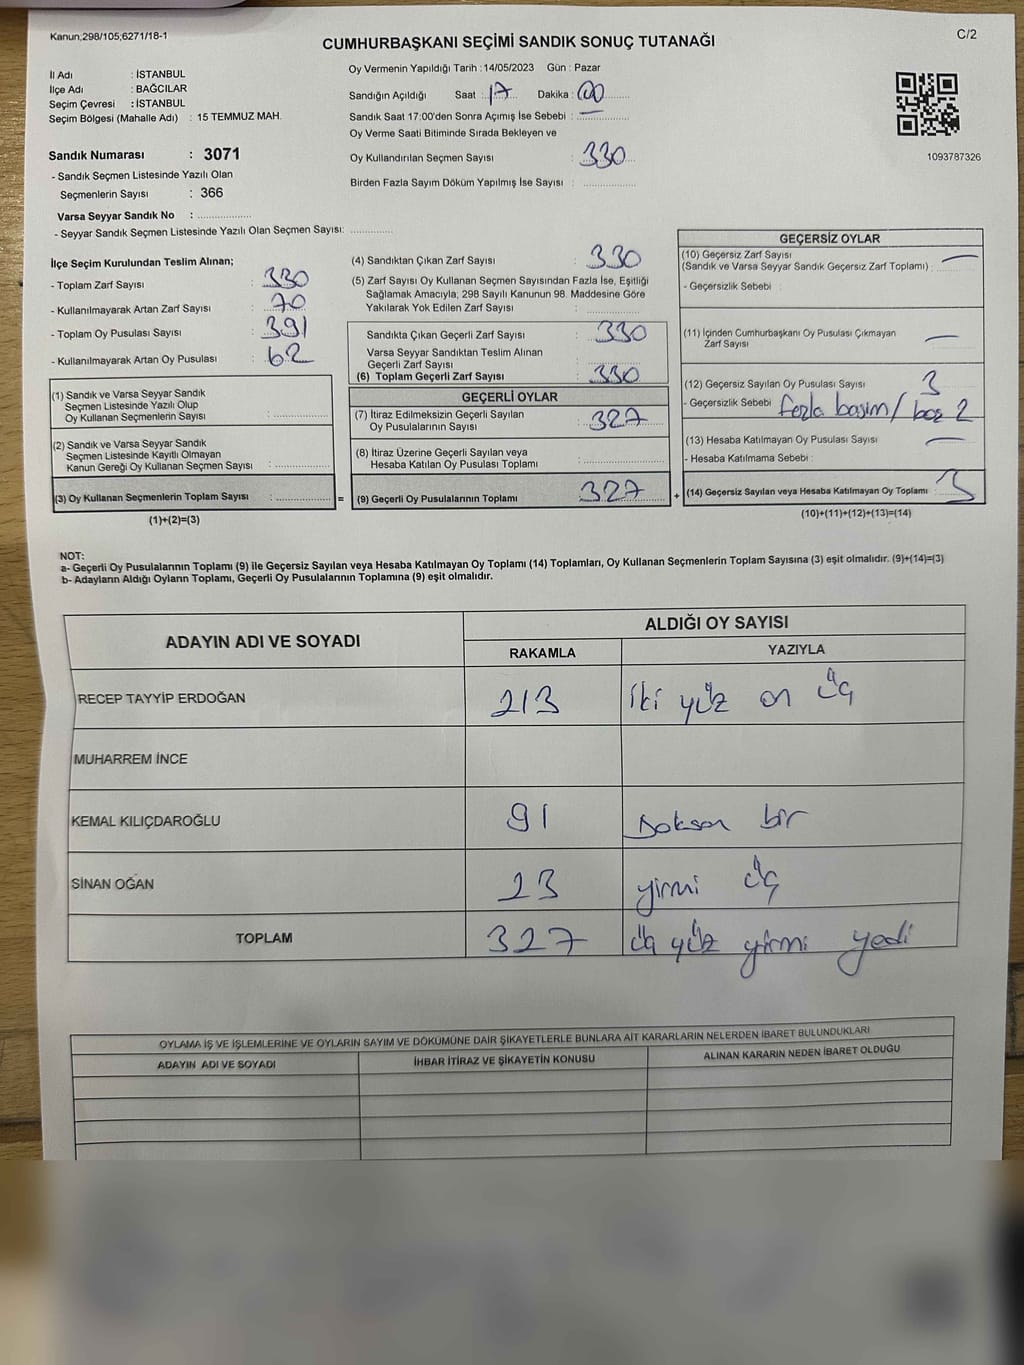 Kanun;298/105;6271/18-1
C/2
CUMHURBAŞKANI SEÇİMİ SANDIK SONUÇ TUTANAĞI
İl Adı : İSTANBUL
İlçe Adı : BAĞCILAR
Seçim Çevresi : İSTANBUL
Seçim Bölgesi (Mahalle Adı) : 15 TEMMUZ MAH.
Sandık Numarası : 3071
- Sandık Seçmen Listesinde Yazılı Olan
Seçmenlerin Sayısı : 366
Varsa Seyyar Sandık No : ..................
- Seyyar Sandık Seçmen Listesinde Yazılı Olan Seçmen Sayısı: ..............
Oy Vermenin Yapıldığı Tarih :14/05/2023 Gün : Pazar
Sandığın Açıldığı Saat : 17 Dakika : 00
Sandık Saat 17:00'den Sonra Açımış İse Sebebi : —
Oy Verme Saati Bitiminde Sırada Bekleyen ve
Oy Kullandırılan Seçmen Sayısı : 330
Birden Fazla Sayım Döküm Yapılmış İse Sayısı : ..................
1093787326
İlçe Seçim Kurulundan Teslim Alınan;
- Toplam Zarf Sayısı : 330
- Kullanılmayarak Artan Zarf Sayısı : 70
- Toplam Oy Pusulası Sayısı : 391
- Kullanılmayarak Artan Oy Pusulası : 62
(1) Sandık ve Varsa Seyyar Sandık
Seçmen Listesinde Yazılı Olup
Oy Kullanan Seçmenlerin Sayısı : ..................
(2) Sandık ve Varsa Seyyar Sandık
Seçmen Listesinde Kayıtlı Olmayan
Kanun Gereği Oy Kullanan Seçmen Sayısı : ..................
(3) Oy Kullanan Seçmenlerin Toplam Sayısı : ..................
(1)+(2)=(3)
(4) Sandıktan Çıkan Zarf Sayısı : 330
(5) Zarf Sayısı Oy Kullanan Seçmen Sayısından Fazla İse, Eşitliği
Sağlamak Amacıyla; 298 Sayılı Kanunun 98. Maddesine Göre
Yakılarak Yok Edilen Zarf Sayısı : ..................
Sandıkta Çıkan Geçerli Zarf Sayısı : 330
Varsa Seyyar Sandıktan Teslim Alınan
Geçerli Zarf Sayısı
(6) Toplam Geçerli Zarf Sayısı : 330
GEÇERLİ OYLAR
(7) İtiraz Edilmeksizin Geçerli Sayılan
Oy Pusulalarının Sayısı : 327
(8) İtiraz Üzerine Geçerli Sayılan veya
Hesaba Katılan Oy Pusulası Toplamı : ..................
= (9) Geçerli Oy Pusulalarının Toplamı : 327 +
GEÇERSİZ OYLAR
(10) Geçersiz Zarf Sayısı —
(Sandık ve Varsa Seyyar Sandık Geçersiz Zarf Toplamı) :
- Geçersizlik Sebebi :
(11) İçinden Cumhurbaşkanı Oy Pusulası Çıkmayan
Zarf Sayısı : —
(12) Geçersiz Sayılan Oy Pusulası Sayısı : 3
- Geçersizlik Sebebi : fazla basım / boş 2
(13) Hesaba Katılmayan Oy Pusulası Sayısı : —
- Hesaba Katılmama Sebebi :
(14) Geçersiz Sayılan veya Hesaba Katılmayan Oy Toplamı : 3
(10)+(11)+(12)+(13)=(14)
NOT:
a- Geçerli Oy Pusulalarının Toplamı (9) ile Geçersiz Sayılan veya Hesaba Katılmayan Oy Toplamı (14) Toplamları, Oy Kullanan Seçmenlerin Toplam Sayısına (3) eşit olmalıdır. (9)+(14)=(3)
b- Adayların Aldığı Oyların Toplamı, Geçerli Oy Pusulalarının Toplamına (9) eşit olmalıdır.
ADAYIN ADI VE SOYADI
ALDIĞI OY SAYISI
RAKAMLA YAZIYLA
RECEP TAYYİP ERDOĞAN 213 iki yüz on üç
MUHARREM İNCE
KEMAL KILIÇDAROĞLU 91 Doksan bir
SİNAN OĞAN 23 yirmi üç
TOPLAM 327 üç yüz yirmi yedi
OYLAMA İŞ VE İŞLEMLERİNE VE OYLARIN SAYIM VE DÖKÜMÜNE DAİR ŞİKAYETLERLE BUNLARA AİT KARARLARIN NELERDEN İBARET BULUNDUKLARI
ADAYIN ADI VE SOYADI İHBAR İTİRAZ VE ŞİKAYETİN KONUSU ALINAN KARARIN NEDEN İBARET OLDUĞU